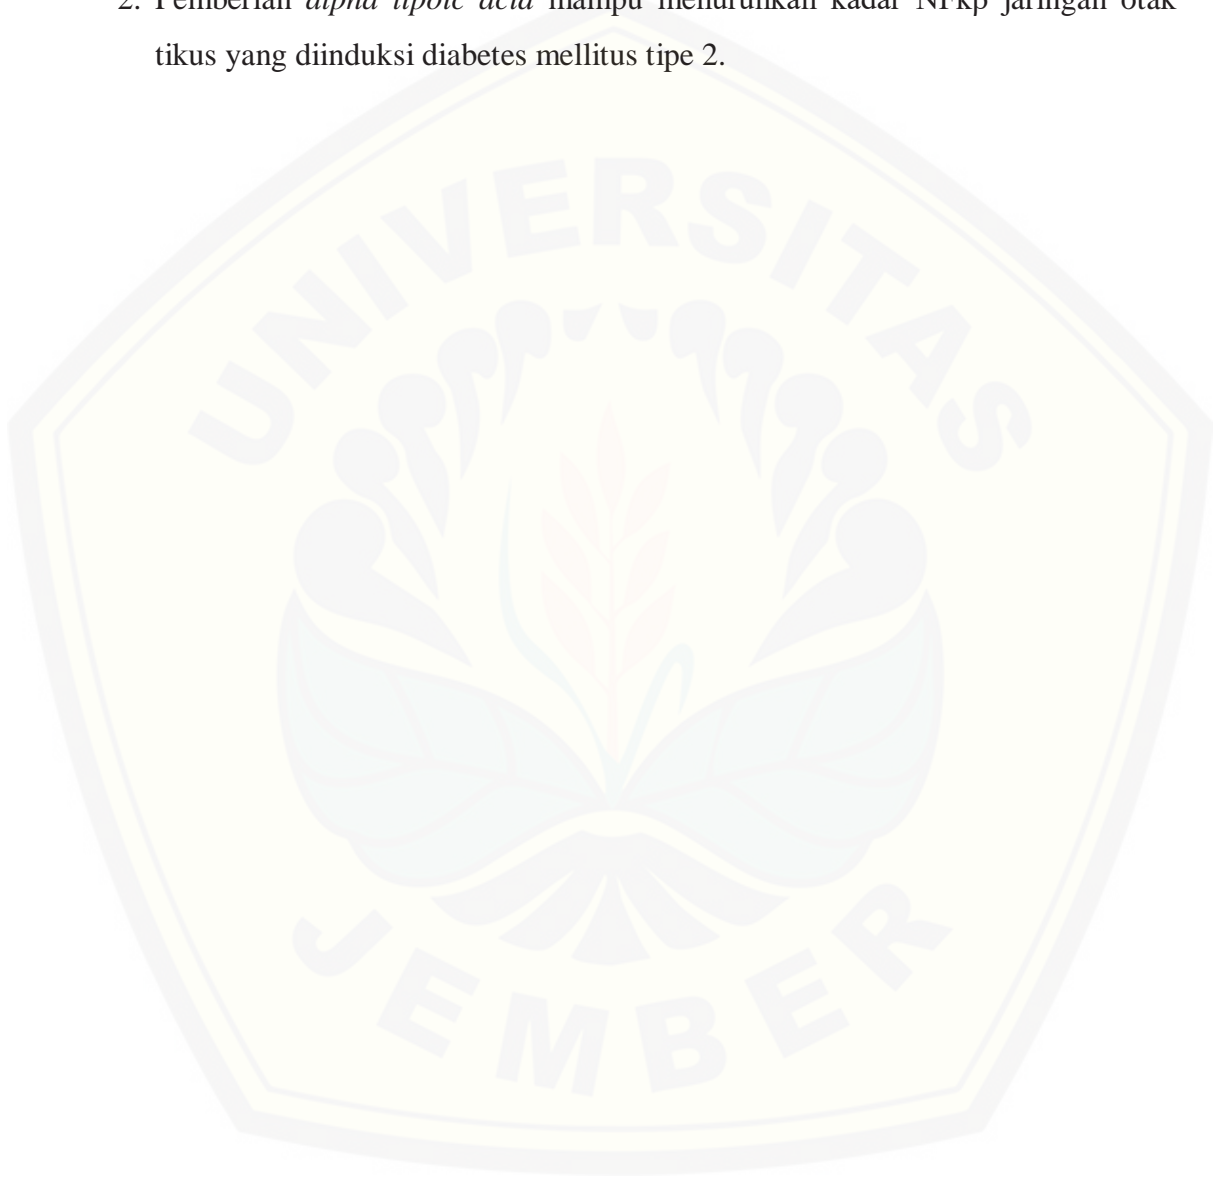 2. Pemberian alpha lipoic acid mampu menurunkan kadar NFkβ jaringan otak
tikus yang diinduksi diabetes mellitus tipe 2.
UNIVERSITAS
JEMBER